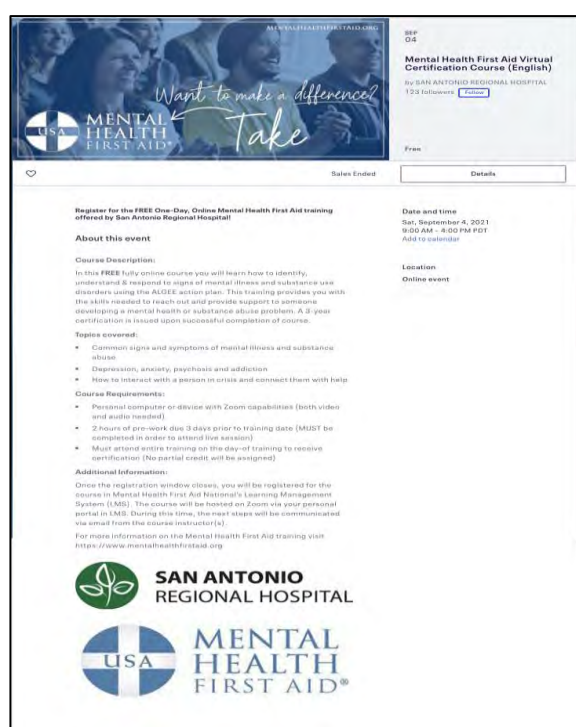 MENTALHEALTHFIRSTAID.ORG
Want to make a difference?
Take
USA
MENTAL
HEALTH
FIRST AID®
SEP
04
Mental Health First Aid Virtual
Certification Course (English)
by SAN ANTONIO REGIONAL HOSPITAL
123 followers Follow
Free
Sales Ended
Details
Register for the FREE One-Day, Online Mental Health First Aid training
offered by San Antonio Regional Hospital!
About this event
Course Description:
In this FREE fully online course you will learn how to identify,
understand & respond to signs of mental illness and substance use
disorders using the ALGEE action plan. This training provides you with
the skills needed to reach out and provide support to someone
developing a mental health or substance abuse problem. A 3-year
certification is issued upon successful completion of course.
Topics covered:
• Common signs and symptoms of mental illness and substance
abuse
• Depression, anxiety, psychosis and addiction
• How to interact with a person in crisis and connect them with help
Course Requirements:
• Personal computer or device with Zoom capabilities (both video
and audio needed)
• 2 hours of pre-work due 3 days prior to training date (MUST be
completed in order to attend live session)
• Must attend entire training on the day-of training to receive
certification (No partial credit will be assigned)
Additional Information:
Once the registration window closes, you will be registered for the
course in Mental Health First Aid National's Learning Management
System (LMS). The course will be hosted on Zoom via your personal
portal in LMS. During this time, the next steps will be communicated
via email from the course instructor(s).
For more information on the Mental Health First Aid training visit
https://www.mentalhealthfirstaid.org
Date and time
Sat, September 4, 2021
9:00 AM – 4:00 PM PDT
Add to calendar
Location
Online event
SAN ANTONIO
REGIONAL HOSPITAL
USA
MENTAL
HEALTH
FIRST AID®